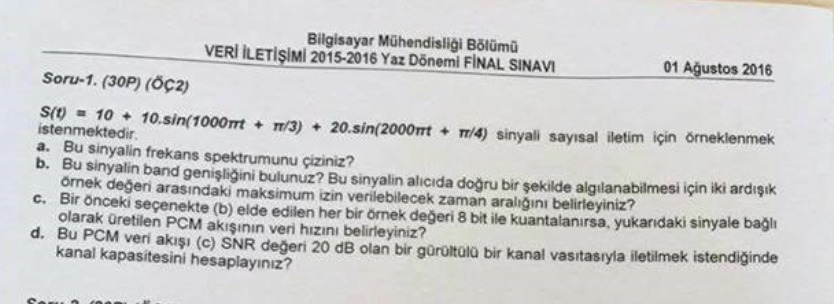 Bilgisayar Mühendisliği Bölümü
VERİ İLETİŞİMİ 2015-2016 Yaz Dönemi FİNAL SINAVI
01 Ağustos 2016
Soru-1. (30P) (ÖÇ2)
S(t) = 10 + 10.sin(1000πt + π/3) + 20.sin(2000πt + π/4) sinyali sayısal iletim için örneklenmek
istenmektedir.
a. Bu sinyalin frekans spektrumunu çiziniz?
b. Bu sinyalin band genişliğini bulunuz? Bu sinyalin alıcıda doğru bir şekilde algılanabilmesi için iki ardışık
örnek değeri arasındaki maksimum izin verilebilecek zaman aralığını belirleyiniz?
c. Bir önceki seçenekte (b) elde edilen her bir örnek değeri 8 bit ile kuantalanırsa, yukarıdaki sinyale bağlı
olarak üretilen PCM akışının veri hızını belirleyiniz?
d. Bu PCM veri akışı (c) SNR değeri 20 dB olan bir gürültülü bir kanal vasıtasıyla iletilmek istendiğinde
kanal kapasitesini hesaplayınız?